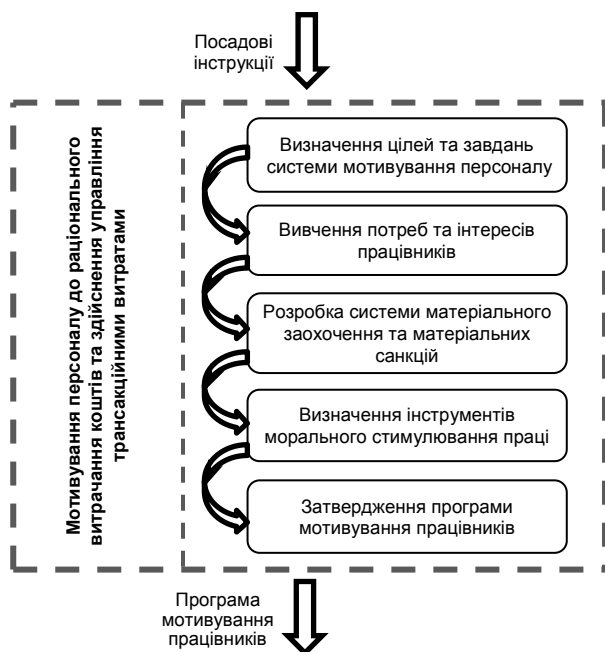 Посадові
інструкції
Мотивування персоналу до раціонального
витрачання коштів та здійснення управління
трансакційними витратами
Визначення цілей та завдань
системи мотивування персоналу
Вивчення потреб та інтересів
працівників
Розробка системи матеріального
заохочення та матеріальних
санкцій
Визначення інструментів
морального стимулювання праці
Затвердження програми
мотивування працівників
Програма
мотивування
працівників